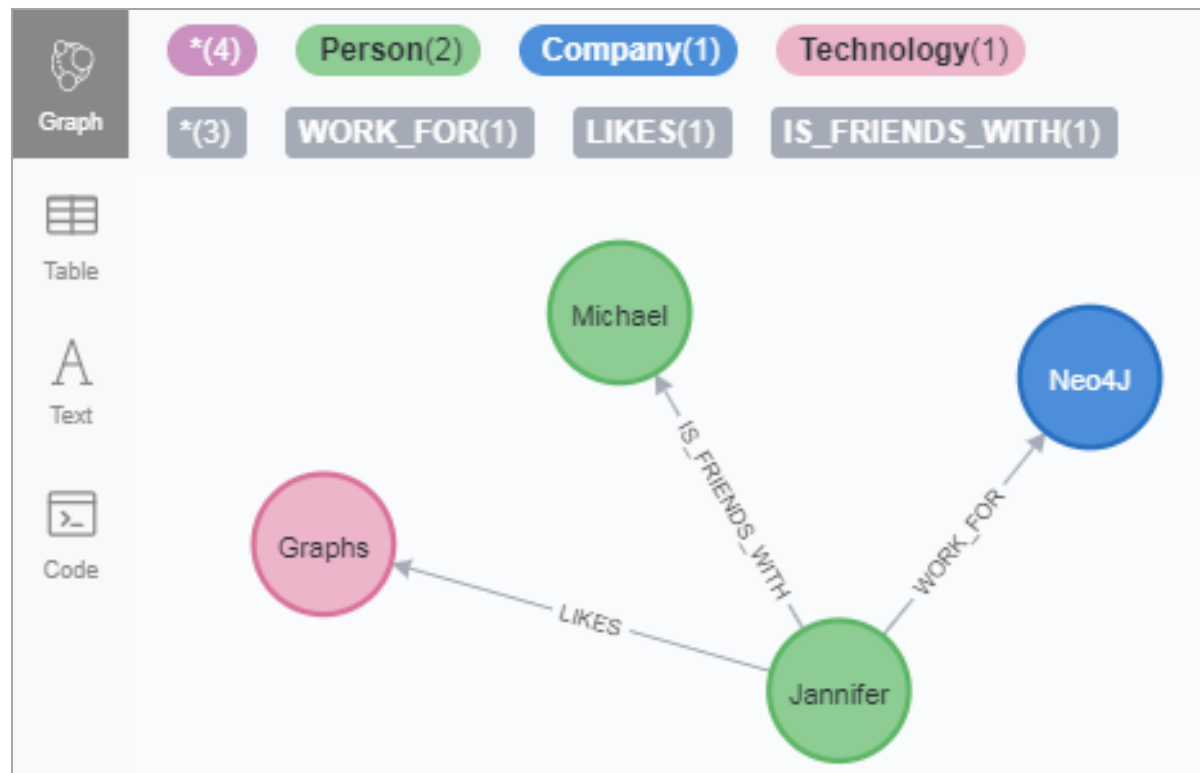 *(4) Person(2) Company(1) Technology(1)
Graph
*(3) WORK_FOR(1) LIKES(1) IS_FRIENDS_WITH(1)
Table
Michael
Neo4J
Text
IS_FRIENDS_WITH
WORK_FOR
Graphs
Code
LIKES
Jannifer